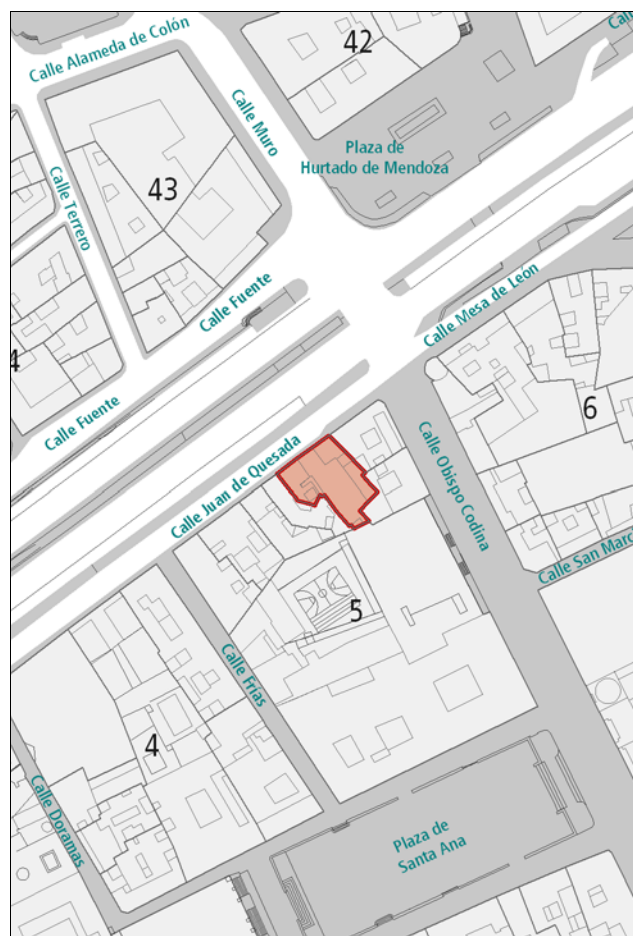 Calle Alameda de Colón
42
Calle Muro
Plaza de
Hurtado de Mendoza
43
Calle Terrero
Calle Fuente
Calle Mesa de León
Calle Fuente
6
Calle Juan de Quesada
Calle Obispo Codina
Calle San Marc
5
Calle Frías
4
Calle Doramas
Plaza de
Santa Ana